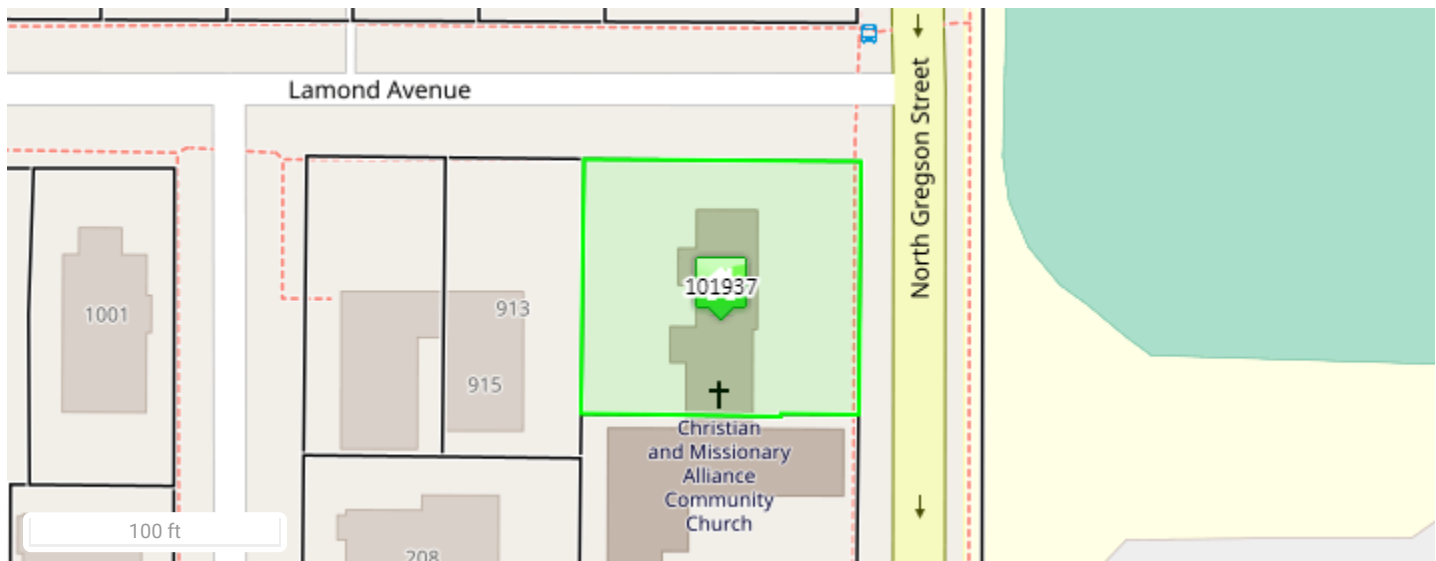 Lamond Avenue
North Gregson Street
101937
1001
913
915
Christian
and Missionary
Alliance
Community
Church
100 ft
208